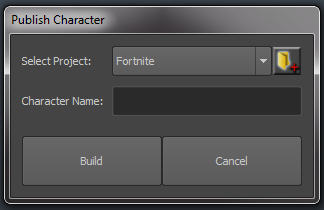 Publish Character
Select Project: Fortnite
Character Name:
Build Cancel